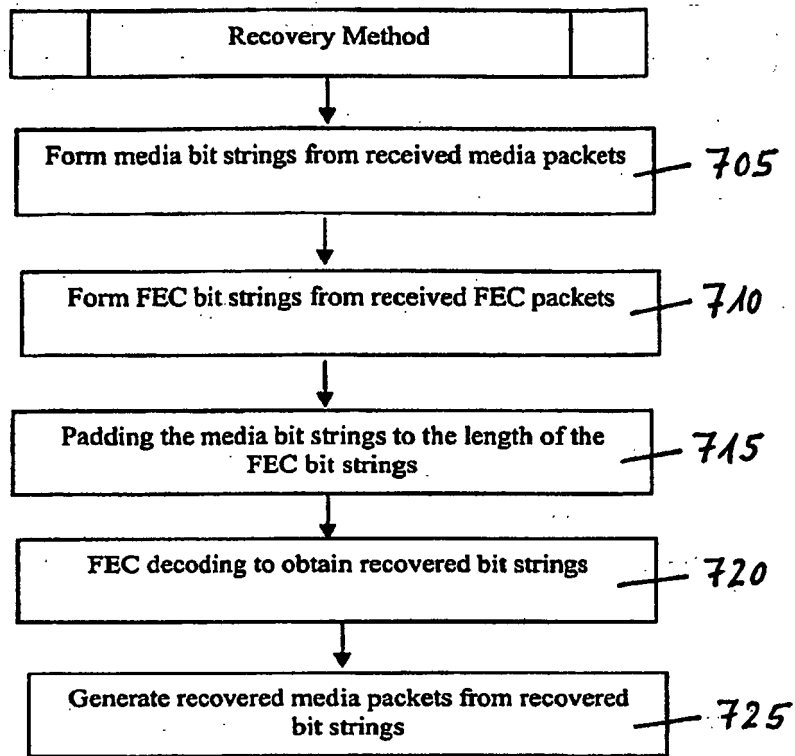 Recovery Method
Form media bit strings from received media packets
705
Form FEC bit strings from received FEC packets
710
Padding the media bit strings to the length of the
FEC bit strings
715
FEC decoding to obtain recovered bit strings
720
Generate recovered media packets from recovered
bit strings
725